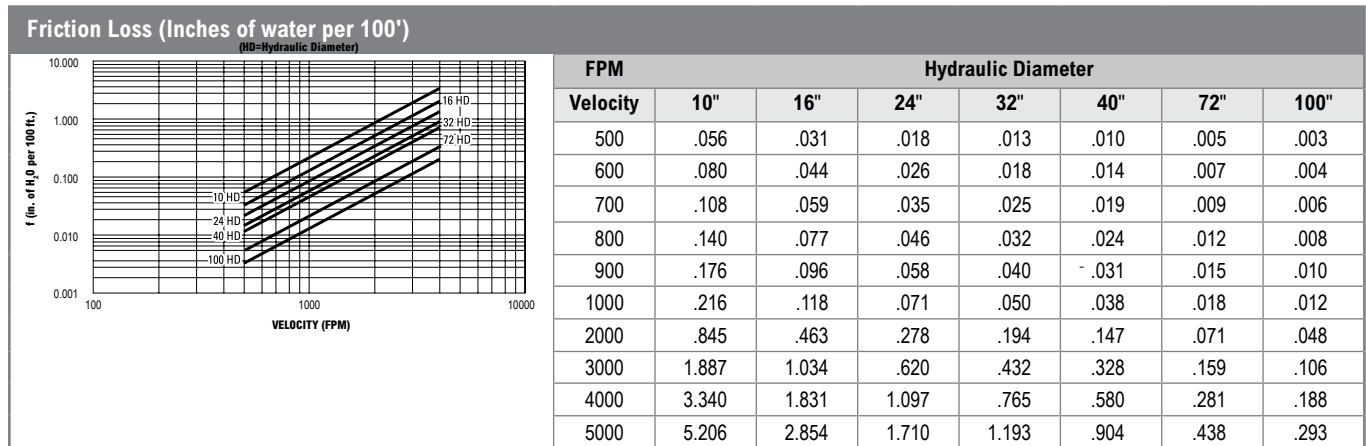 Friction Loss (Inches of water per 100')
(HD=Hydraulic Diameter)
10.000
1.000
0.100
0.010
0.001
f (in. of H₂0 per 100 ft.)
16 HD
32 HD
72 HD
10 HD
24 HD
40 HD
100 HD
100 1000 10000
VELOCITY (FPM)
FPM Hydraulic Diameter
Velocity 10" 16" 24" 32" 40" 72" 100"
500 .056 .031 .018 .013 .010 .005 .003
600 .080 .044 .026 .018 .014 .007 .004
700 .108 .059 .035 .025 .019 .009 .006
800 .140 .077 .046 .032 .024 .012 .008
900 .176 .096 .058 .040 - .031 .015 .010
1000 .216 .118 .071 .050 .038 .018 .012
2000 .845 .463 .278 .194 .147 .071 .048
3000 1.887 1.034 .620 .432 .328 .159 .106
4000 3.340 1.831 1.097 .765 .580 .281 .188
5000 5.206 2.854 1.710 1.193 .904 .438 .293